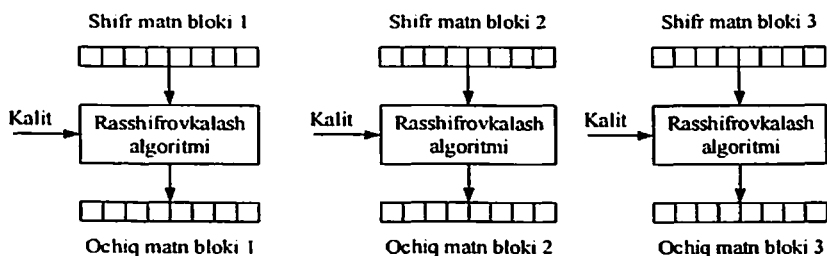 Shifr matn bloki 1 Shifr matn bloki 2 Shifr matn bloki 3
Kalit Rasshifrovkalash algoritmi Kalit Rasshifrovkalash algoritmi Kalit Rasshifrovkalash algoritmi
Ochiq matn bloki 1 Ochiq matn bloki 2 Ochiq matn bloki 3